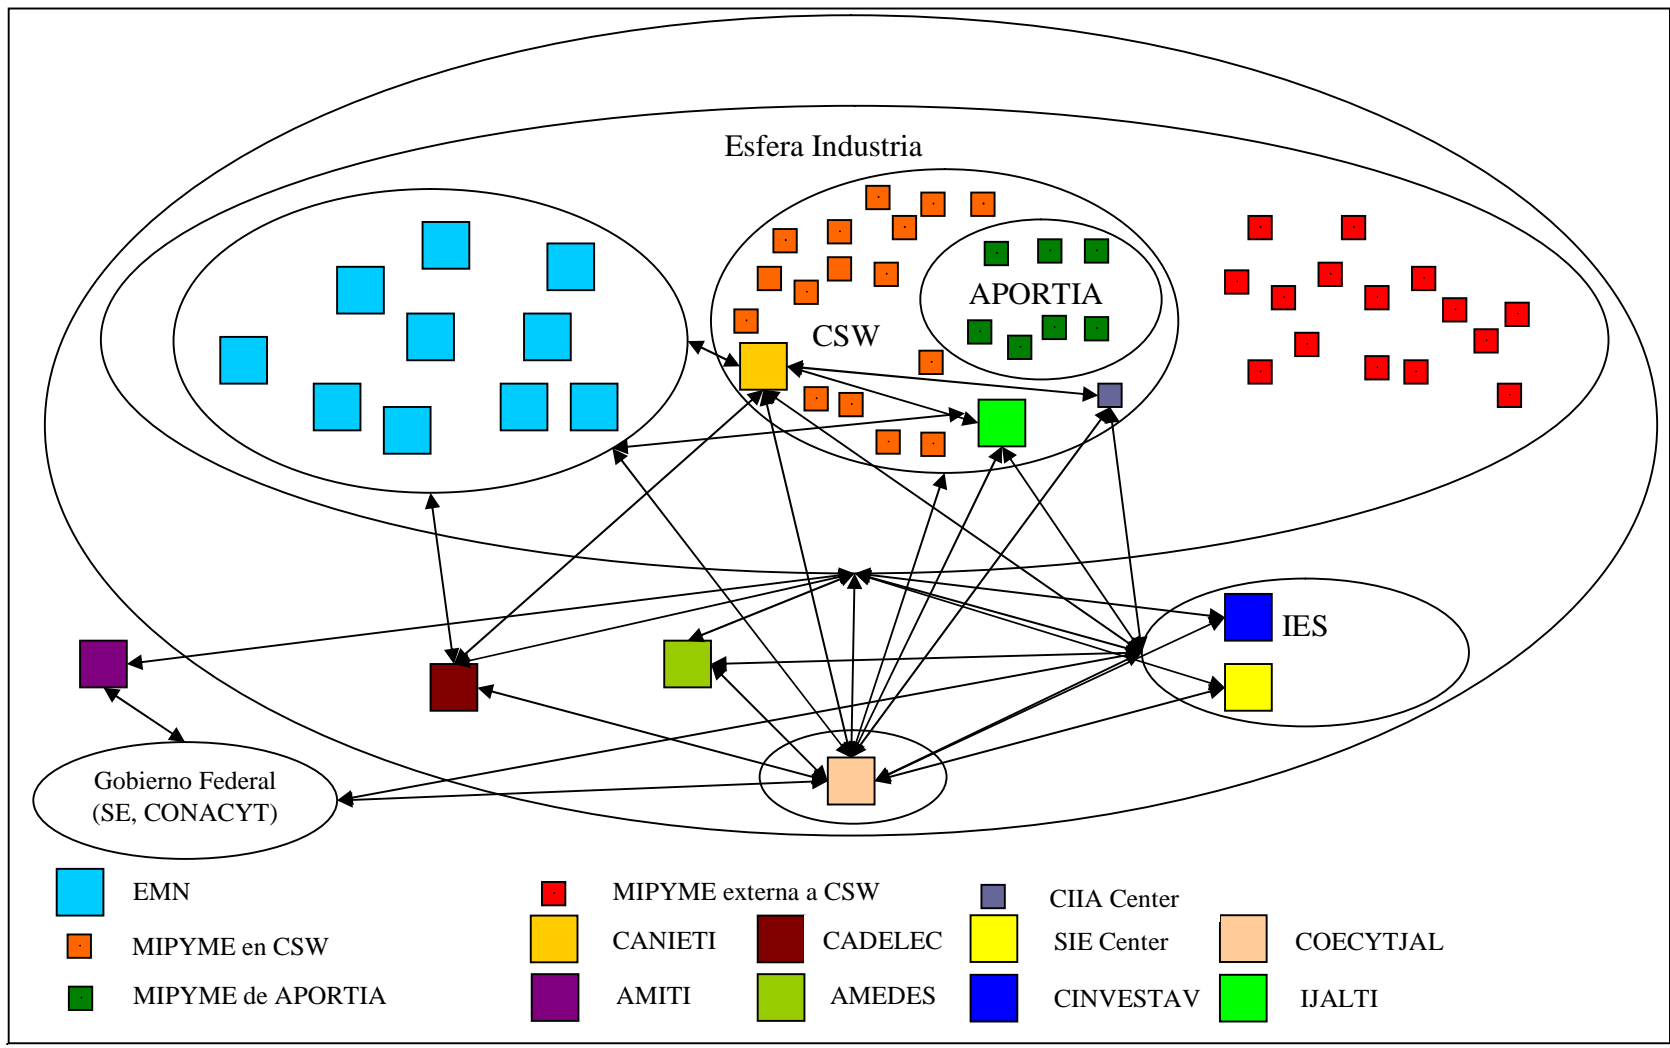 Esfera Industria
APORTIA
CSW
IES
Gobierno Federal
(SE, CONACYT)
EMN
MIPYME externa a CSW
CIIA Center
MIPYME en CSW
CANIETI
CADELEC
SIE Center
COECYTJAL
MIPYME de APORTIA
AMITI
AMEDES
CINVESTAV
IJALTI